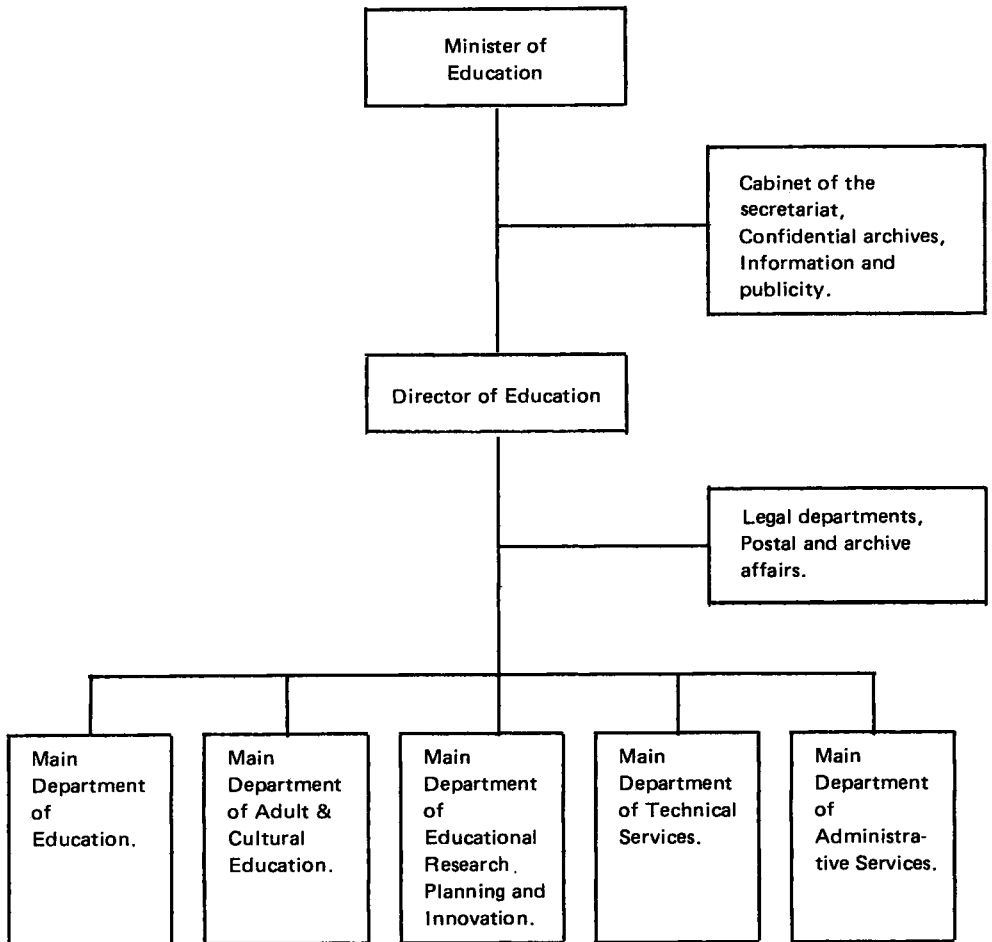 Minister of
Education
Cabinet of the
secretariat,
Confidential archives,
Information and
publicity.
Director of Education
Legal departments,
Postal and archive
affairs.
Main
Department
of
Education.
Main
Department
of Adult &
Cultural
Education.
Main
Department
of
Educational
Research.
Planning and
Innovation.
Main
Department
of Technical
Services.
Main
Department
of
Administra-
tive Services.